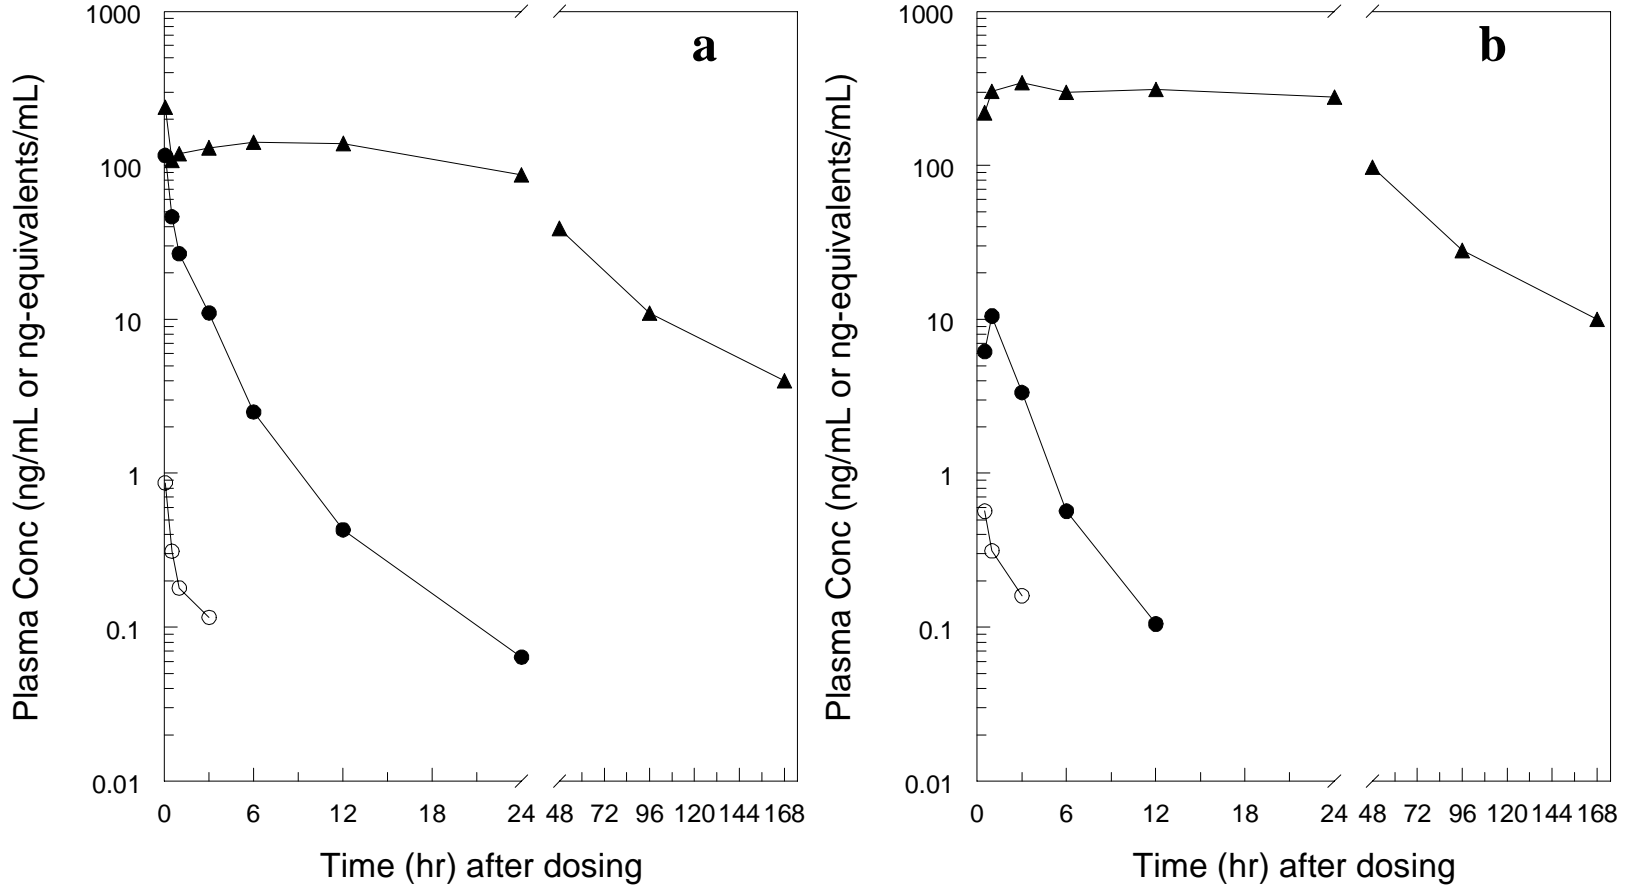 a
1000
100
10
1
0.1
0.01
Plasma Conc (ng/mL or ng-equivalents/mL)
0 6 12 18 24 48 72 96 120 144 168
Time (hr) after dosing
b
1000
100
10
1
0.1
0.01
Plasma Conc (ng/mL or ng-equivalents/mL)
0 6 12 18 24 48 72 96 120 144 168
Time (hr) after dosing